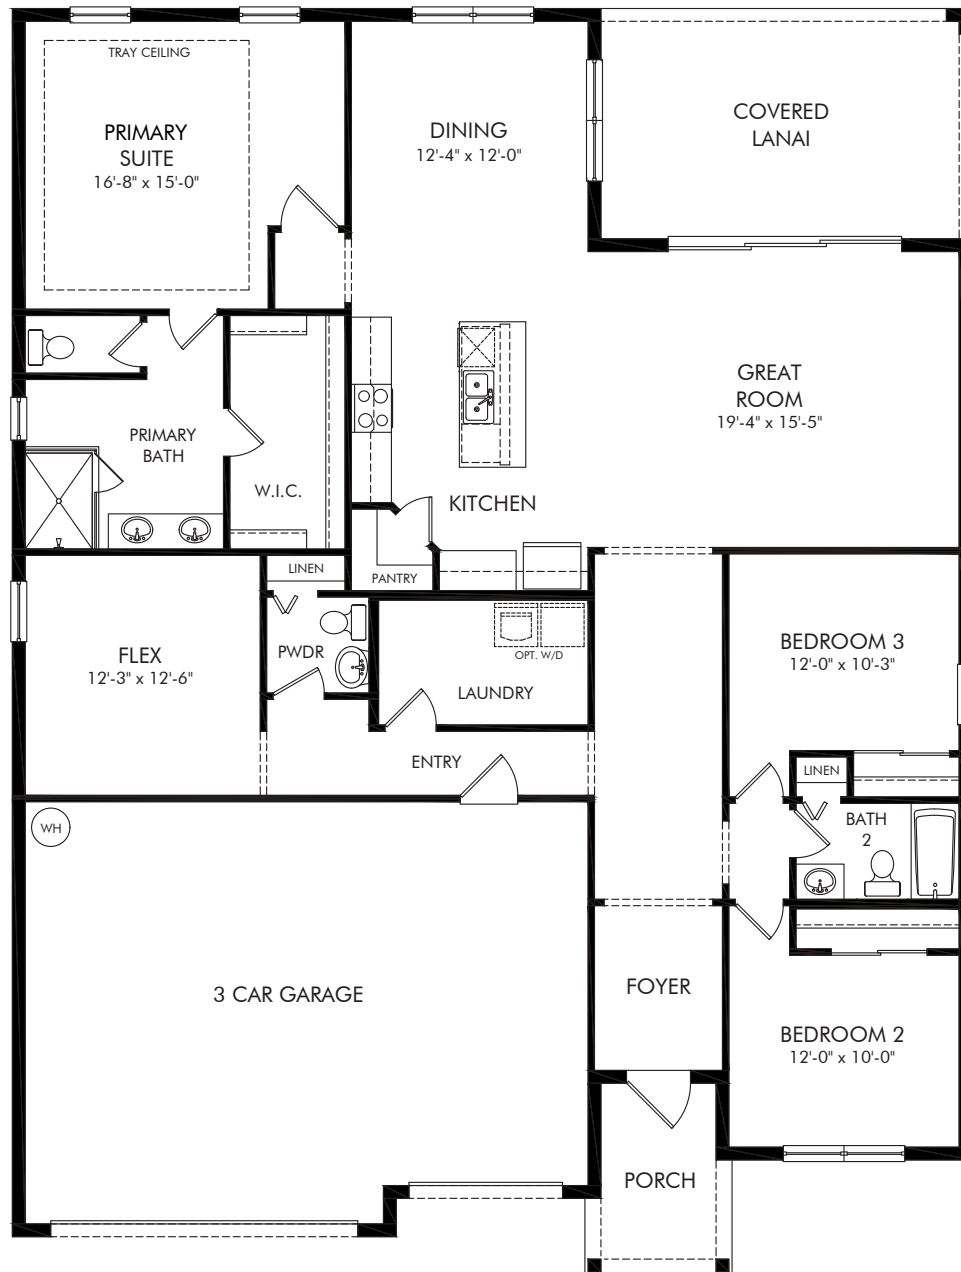 TRAY CEILING
PRIMARY
SUITE
16'-8" x 15'-0"
DINING
12'-4" x 12'-0"
COVERED
LANAI
GREAT
ROOM
19'-4" x 15'-5"
PRIMARY
BATH
W.I.C.
KITCHEN
LINEN
PANTRY
FLEX
12'-3" x 12'-6"
PWDR
OPT. W/D
LAUNDRY
BEDROOM 3
12'-0" x 10'-3"
ENTRY
LINEN
WH
BATH
2
3 CAR GARAGE
FOYER
BEDROOM 2
12'-0" x 10'-0"
PORCH